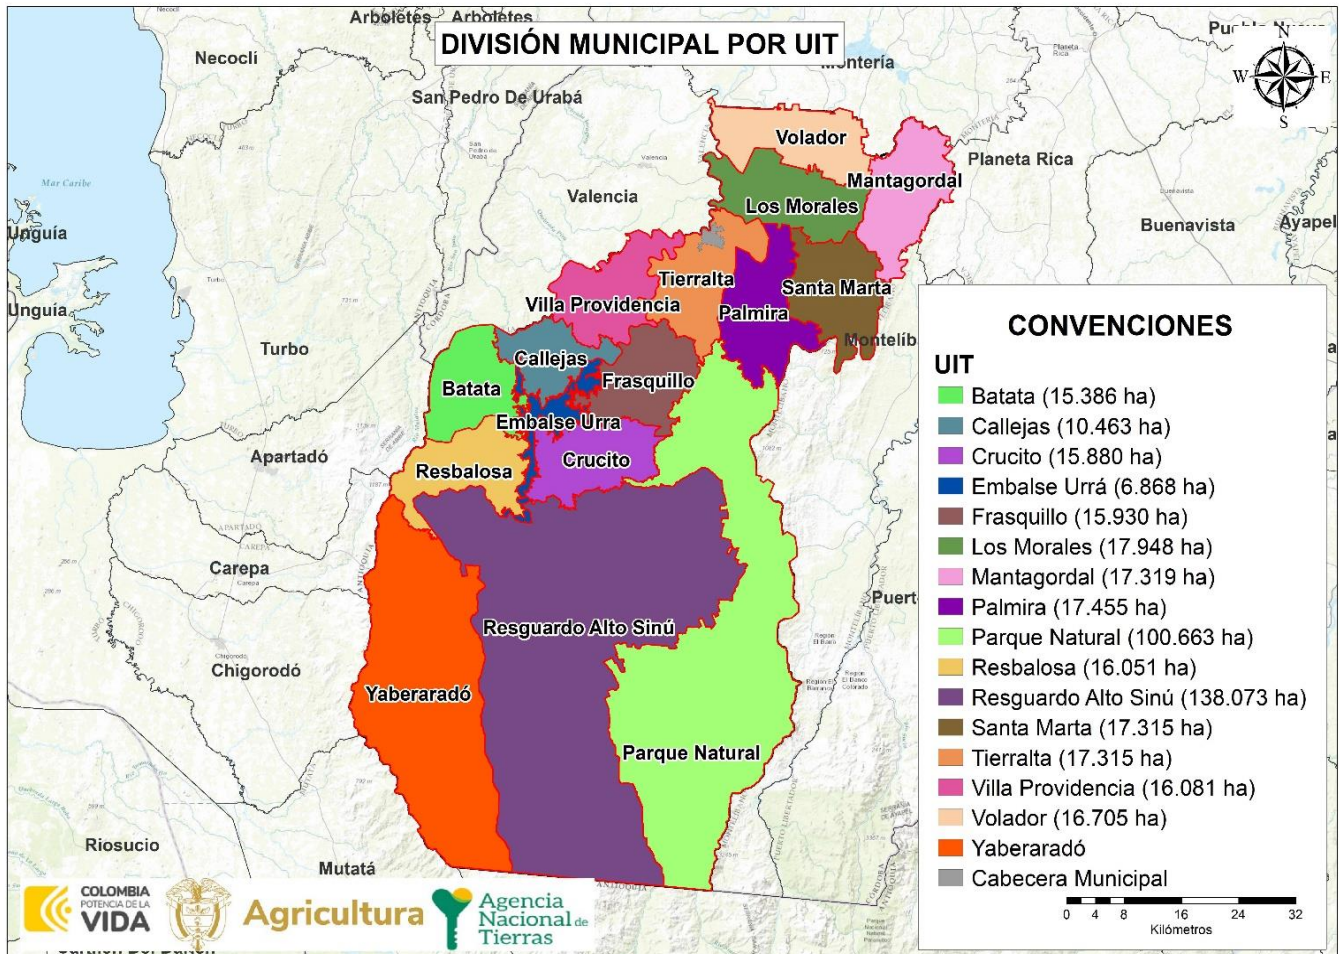 DIVISIÓN MUNICIPAL POR UIT
Arboletes
Arboletes
Necoclí
Montería
San Pedro De Urabá
N
W
E
S
Volador
Planeta Rica
Mantagordal
Mar Caribe
Valencia
Los Morales
Buenavista
Ayapel
Unguía
Tierralta
Santa Marta
Villa Providencia
Palmira
Unguía
Turbo
Callejas
Frasquillo
Batata
Embalse Urra
Apartadó
Resbalosa
Crucito
Carepa
Resguardo Alto Sinú
Chigorodó
Yaberaradó
Parque Natural
Riosucio
Mutatá
CONVENCIONES
UIT
Batata (15.386 ha)
Callejas (10.463 ha)
Crucito (15.880 ha)
Embalse Urrá (6.868 ha)
Frasquillo (15.930 ha)
Los Morales (17.948 ha)
Mantagordal (17.319 ha)
Palmira (17.455 ha)
Parque Natural (100.663 ha)
Resbalosa (16.051 ha)
Resguardo Alto Sinú (138.073 ha)
Santa Marta (17.315 ha)
Tierralta (17.315 ha)
Villa Providencia (16.081 ha)
Volador (16.705 ha)
Yaberaradó
Cabecera Municipal
0 4 8 16 24 32
Kilómetros
COLOMBIA
POTENCIA DE LA
VIDA
Agricultura
Agencia
Nacional de
Tierras